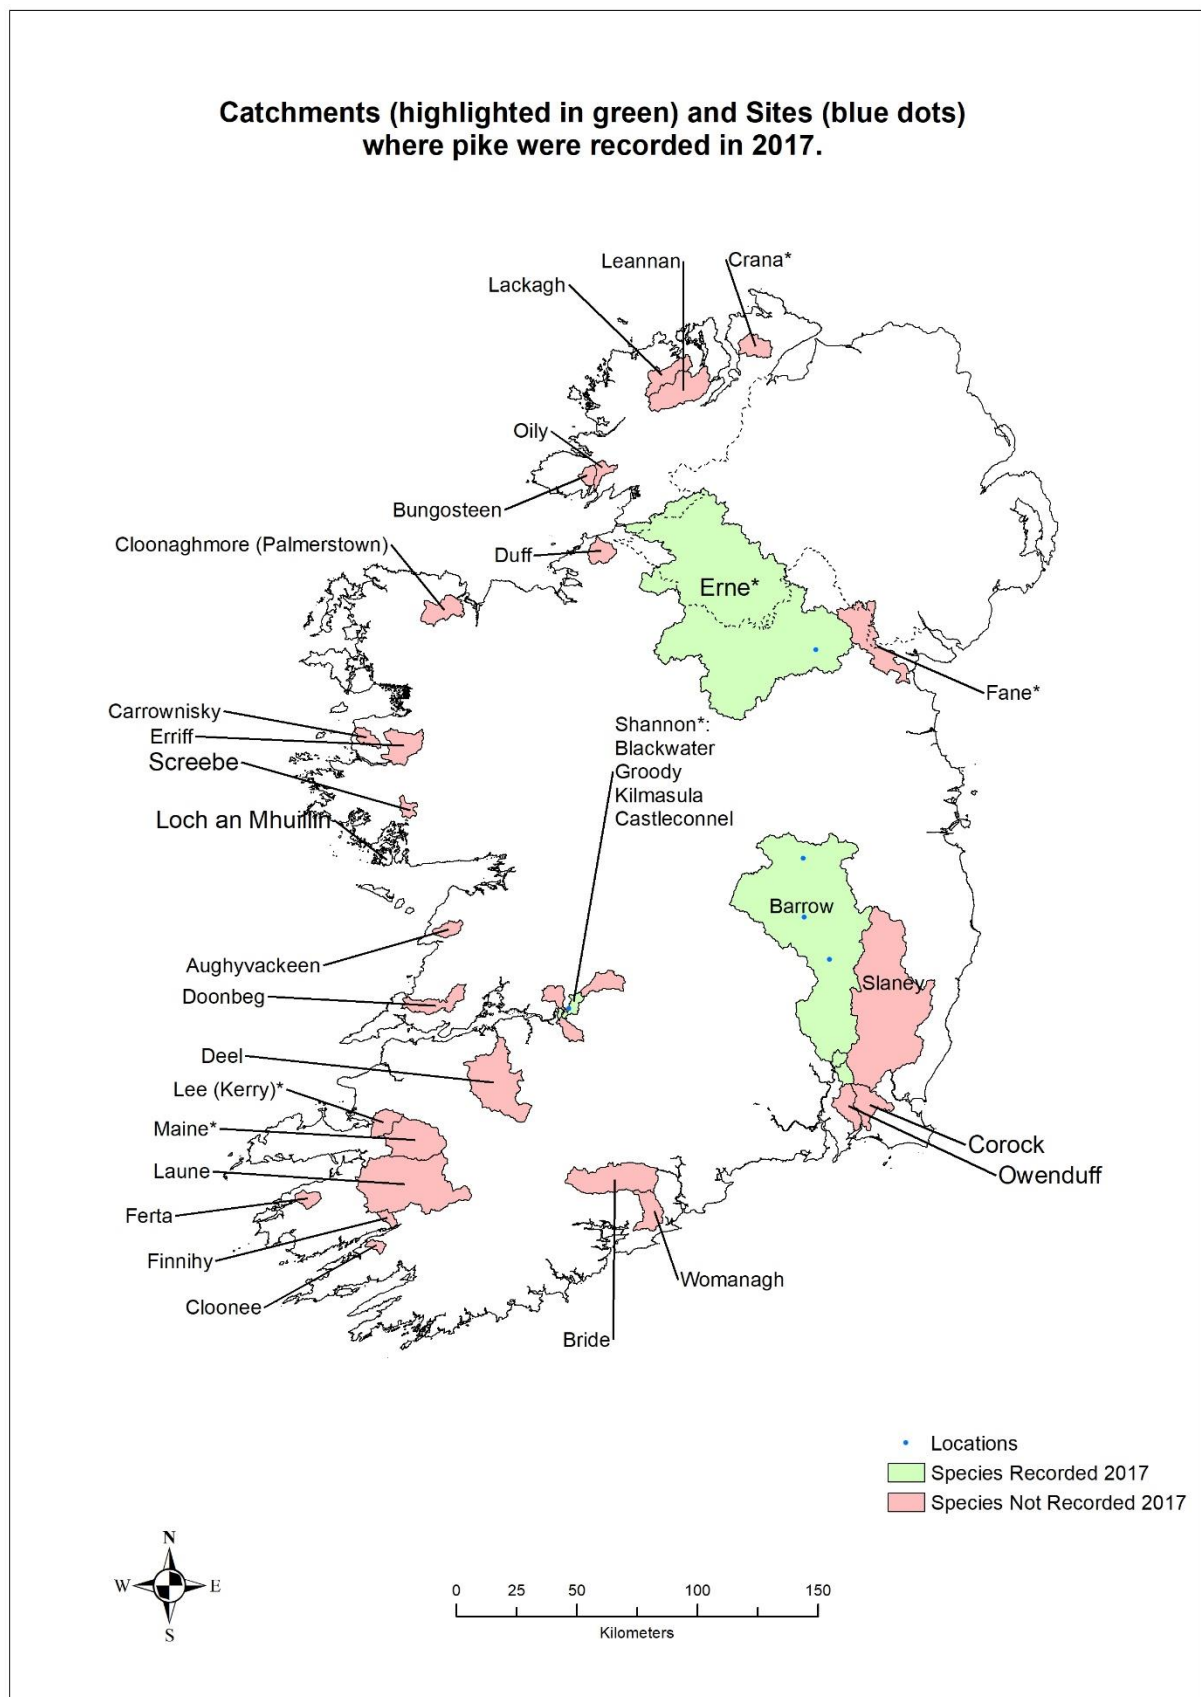 Catchments (highlighted in green) and Sites (blue dots)
where pike were recorded in 2017.
Crana*
Leannan
Lackagh
Oily
Bungosteen
Cloonaghmore (Palmerstown)
Duff
Erne*
Fane*
Carrownisky
Erriff
Screebe
Loch an Mhuillin
Shannon*:
Blackwater
Groody
Kilmasula
Castleconnel
Barrow
Slaney
Aughyvackeen
Doonbeg
Deel
Lee (Kerry)*
Maine*
Laune
Ferta
Finnihy
Cloonee
Corock
Owenduff
Womanagh
Bride
Locations
Species Recorded 2017
Species Not Recorded 2017
N
W E
S
0 25 50 100 150
Kilometers